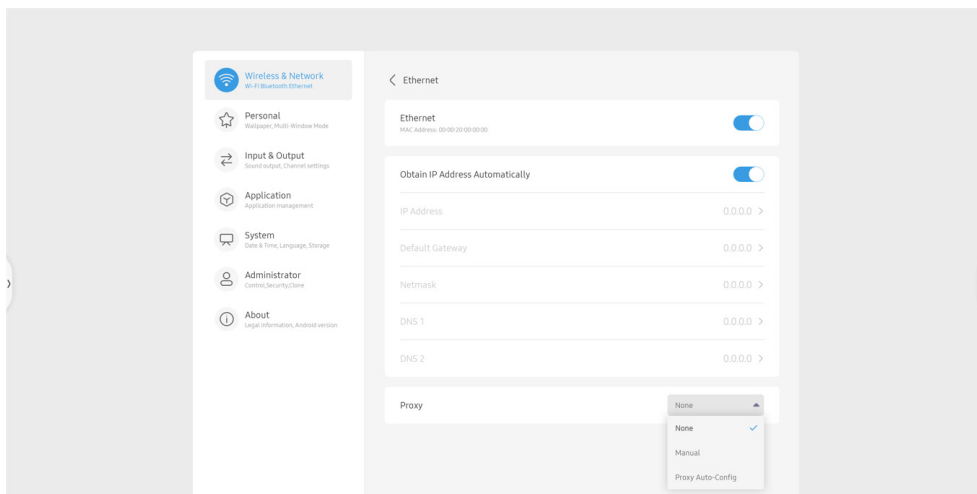 Wireless & Network
Wi-Fi Bluetooth Ethernet
Personal
Wallpaper, Multi-Window Mode
Input & Output
Sound output, Channel settings
Application
Application management
System
Date & Time, Language, Storage
Administrator
Control,Security,Clone
About
Legal information, Android version
Ethernet
Ethernet
MAC Address: 00:00:20:00:00:00
Obtain IP Address Automatically
IP Address 0.0.0.0
Default Gateway 0.0.0.0
Netmask 0.0.0.0
DNS 1 0.0.0.0
DNS 2 0.0.0.0
Proxy None
None
Manual
Proxy Auto-Config